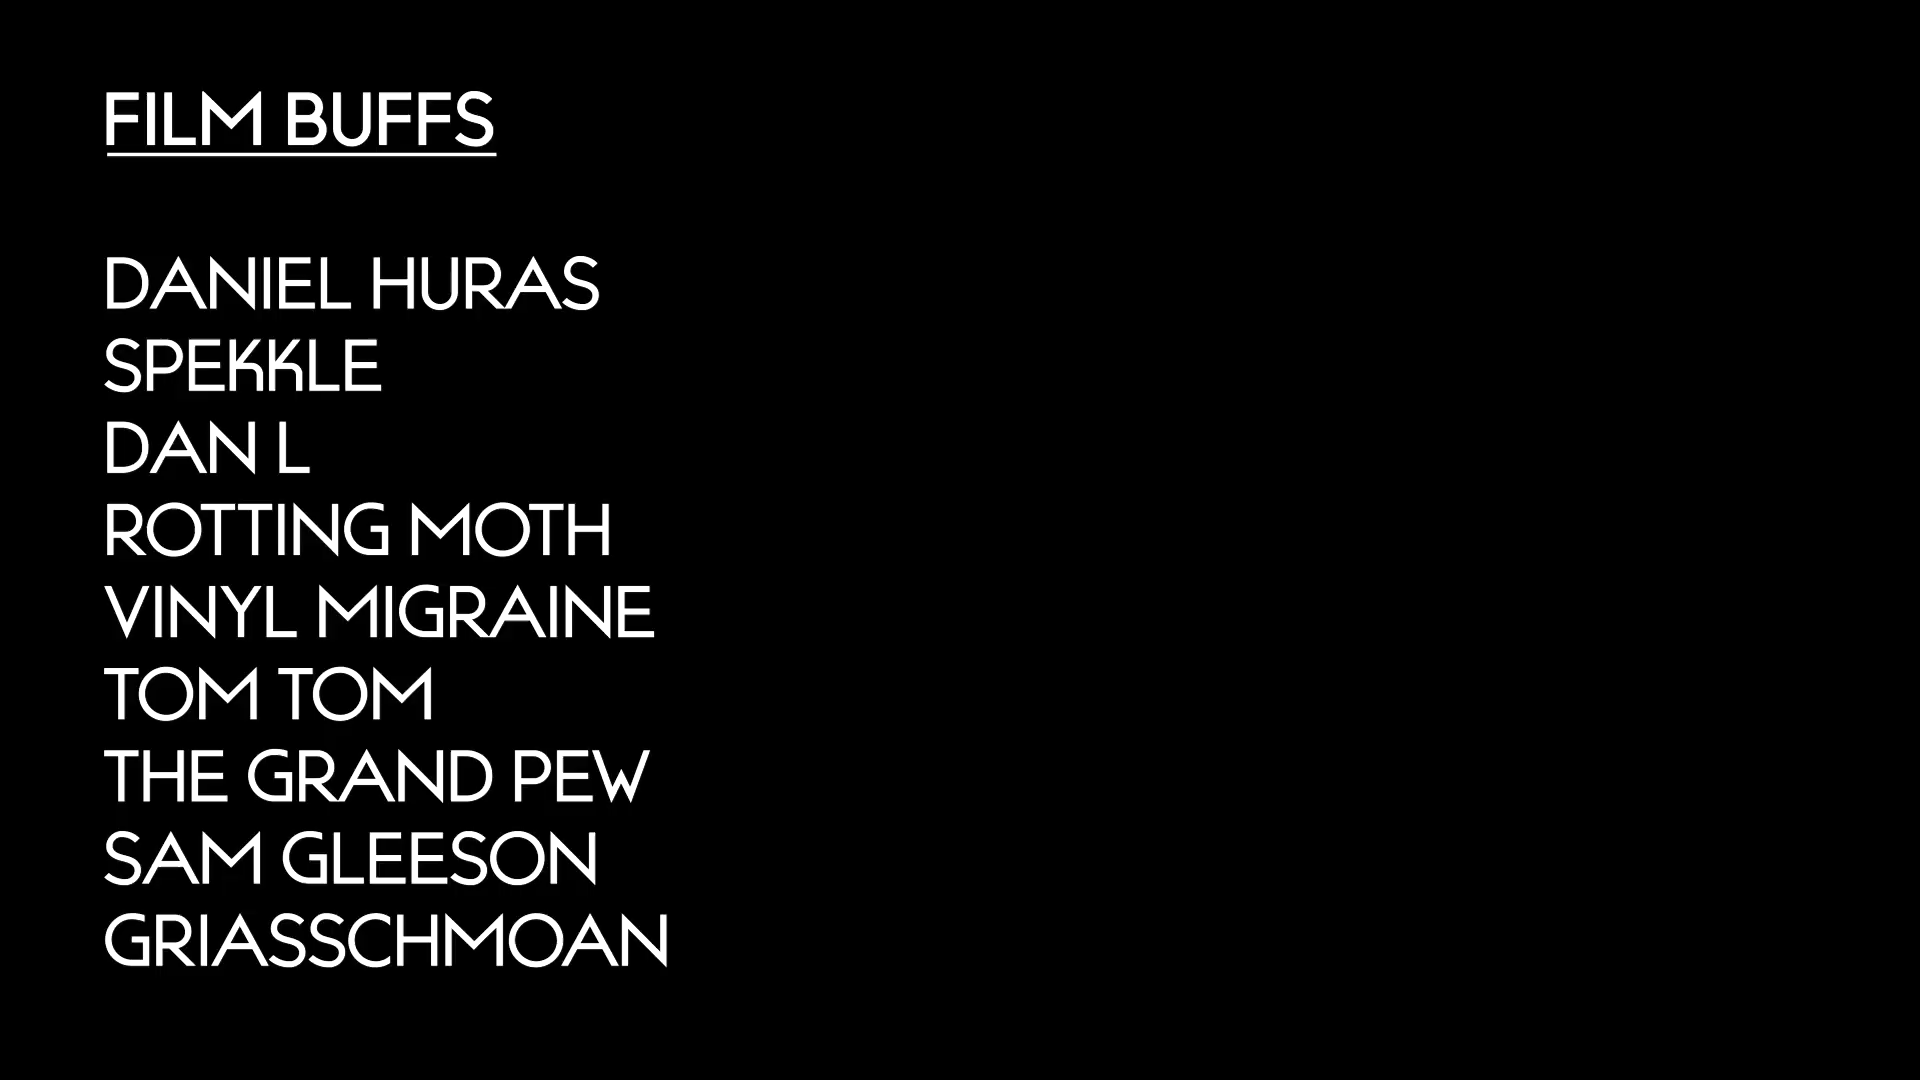 FILM BUFFS
DANIEL HURAS
SPEKKLE
DAN L
ROTTING MOTH
VINYL MIGRAINE
TOM TOM
THE GRAND PEW
SAM GLEESON
GRIASSCHMOAN